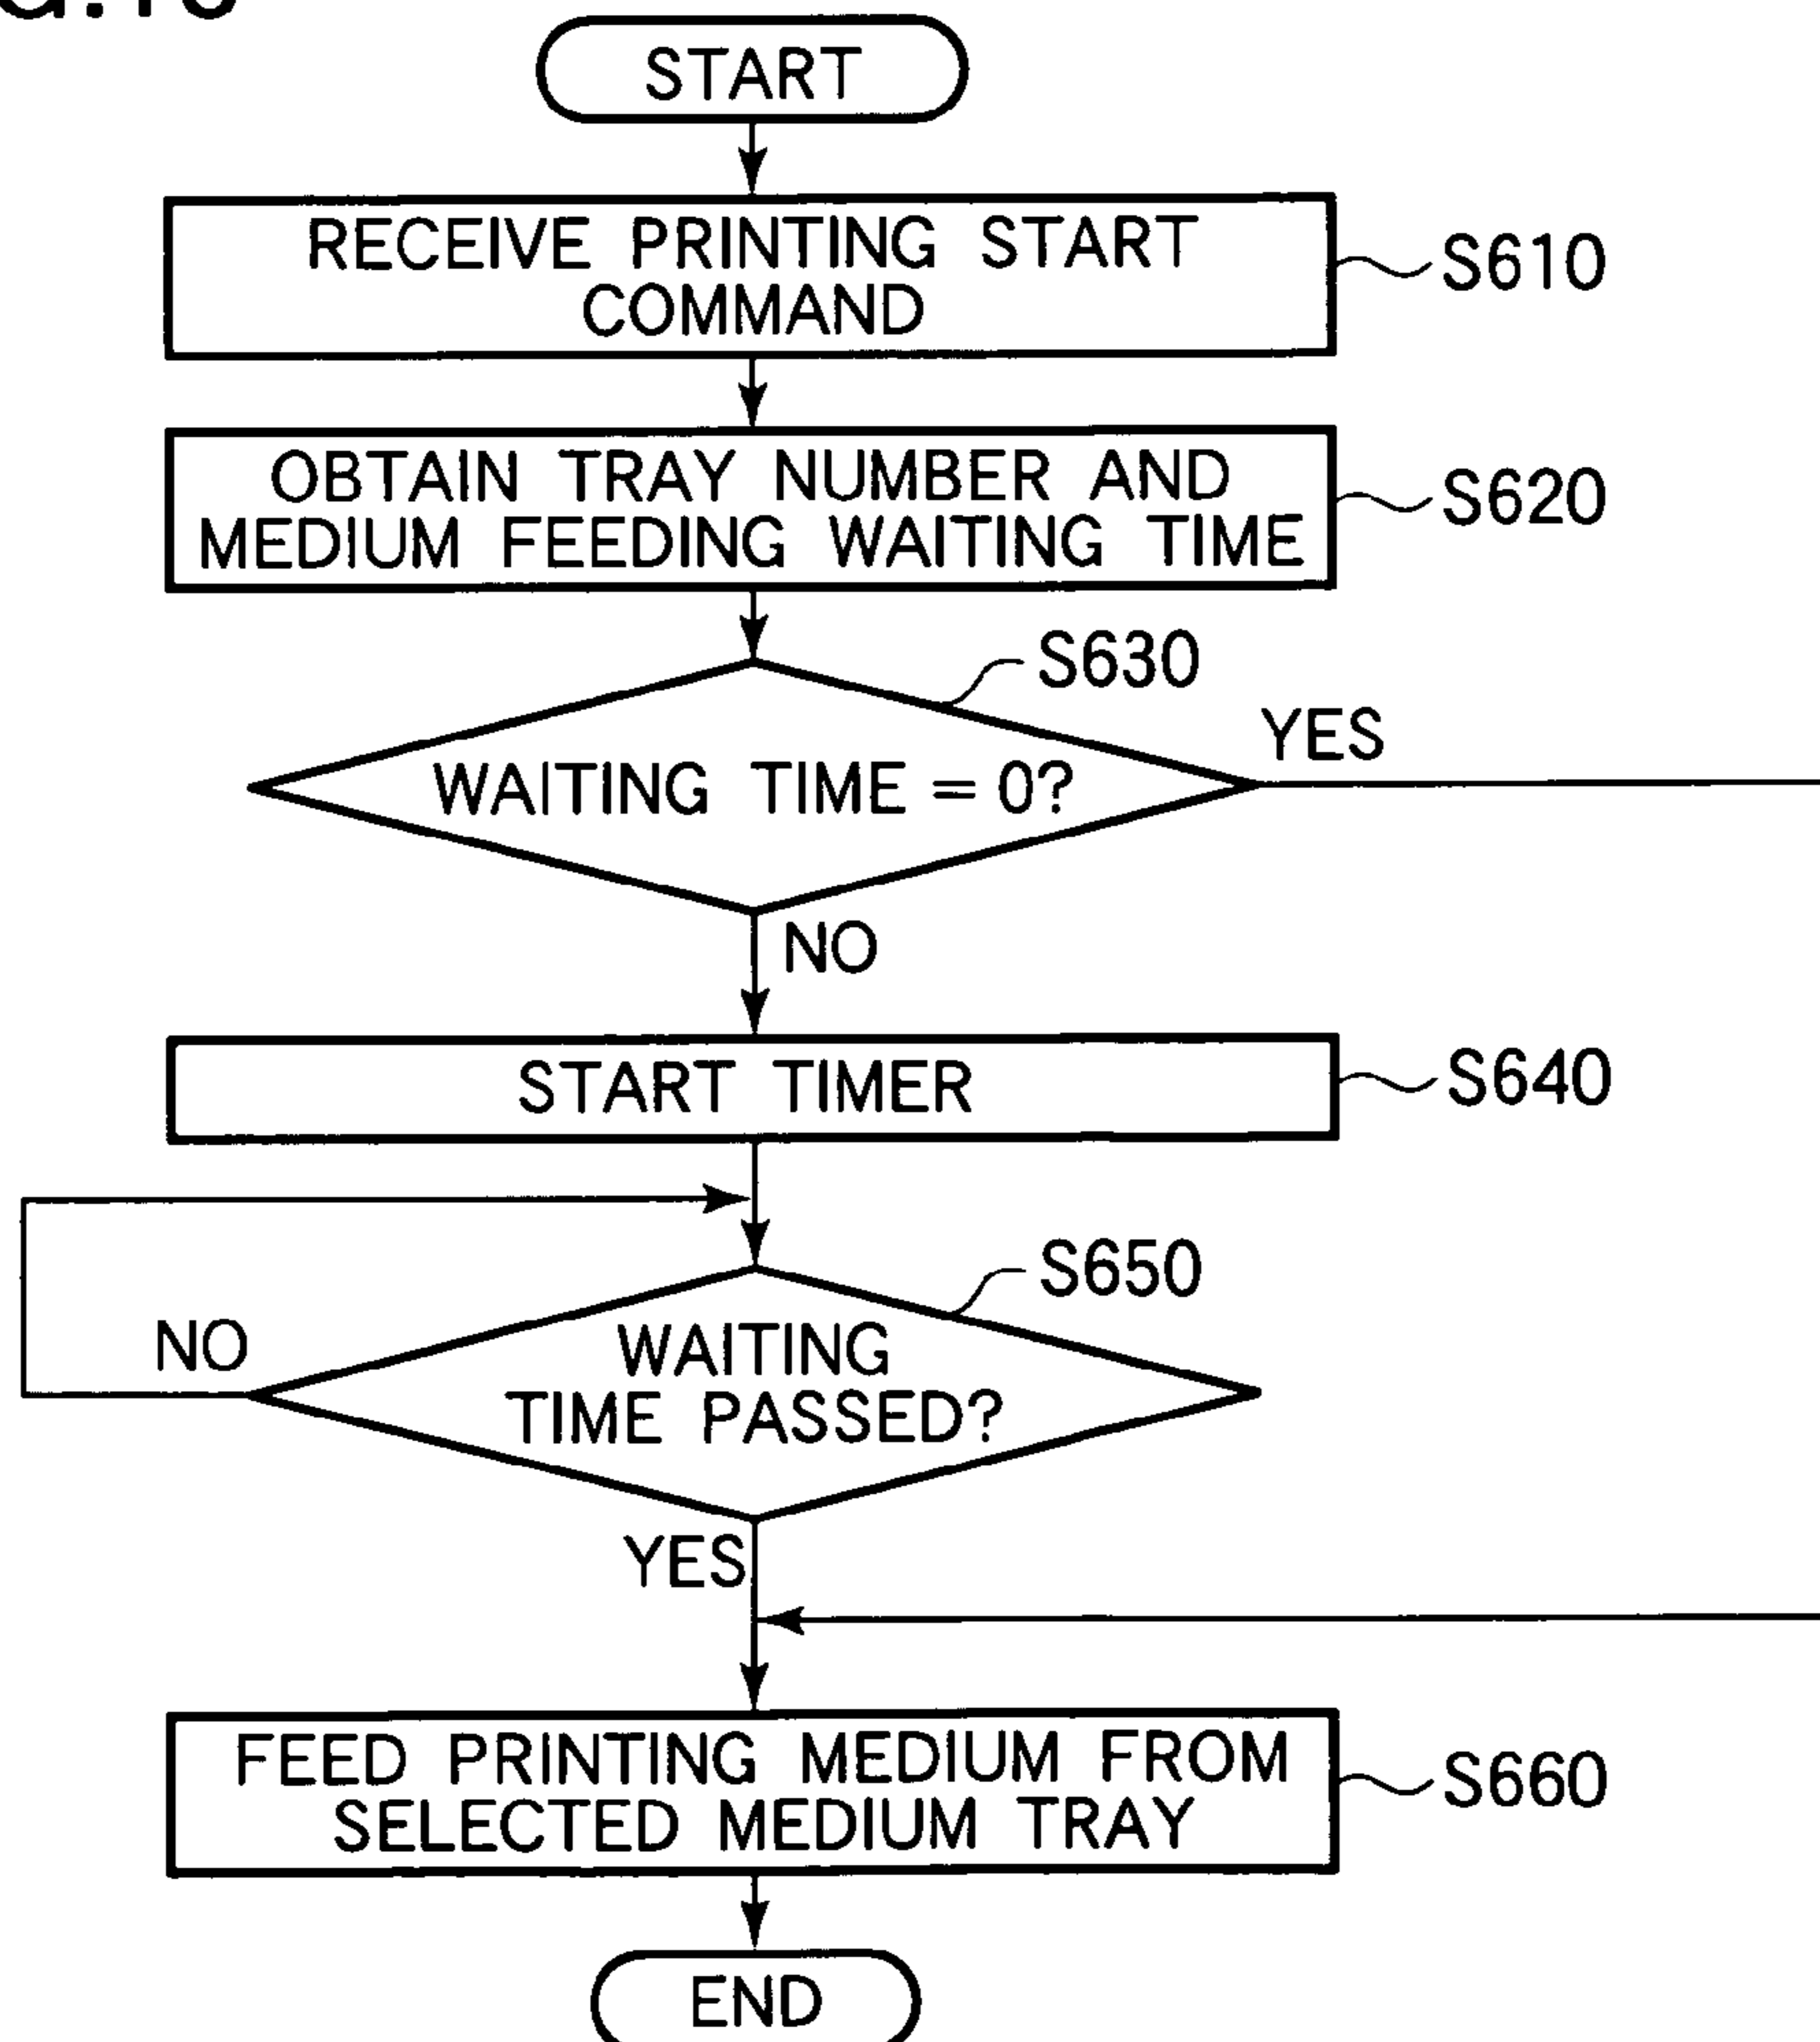 START
RECEIVE PRINTING START
COMMAND
S610
OBTAIN TRAY NUMBER AND
MEDIUM FEEDING WAITING TIME
S620
S630
YES
WAITING TIME = 0?
NO
START TIMER
S640
S650
NO
WAITING
TIME PASSED?
YES
FEED PRINTING MEDIUM FROM
SELECTED MEDIUM TRAY
S660
END